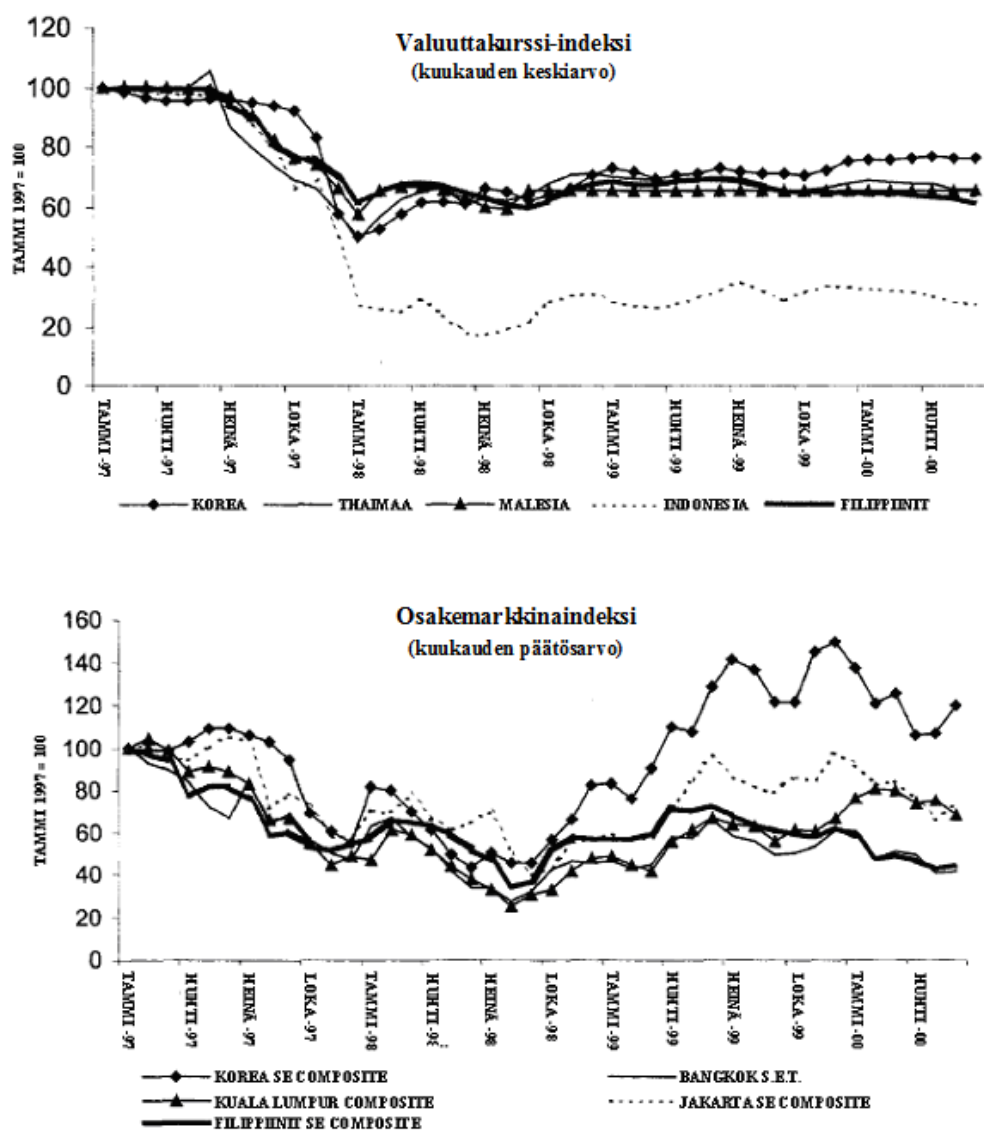 Valuuttakurssi-indeksi
(kuukauden keskiarvo)
TAMMI 1997 = 100
120
100
80
60
40
20
0
TAMMI -97
HUHTI -97
HEINÄ -97
LOKA -97
TAMMI -98
HUHTI -98
HEINÄ -98
LOKA -98
TAMMI -99
HUHTI -99
HEINÄ -99
LOKA -99
TAMMI -00
HUHTI -00
KOREA THAIMAA MALESIA INDONESIA FILIPPIINIT
Osakemarkkinaindeksi
(kuukauden päätösarvo)
TAMMI 1997 = 100
160
140
120
100
80
60
40
20
0
TAMMI -97
HUHTI -97
HEINÄ -97
LOKA -97
TAMMI -98
HUHTI -98
HEINÄ -98
LOKA -98
TAMMI -99
HUHTI -99
HEINÄ -99
LOKA -99
TAMMI -00
HUHTI -00
KOREA SE COMPOSITE BANGKOK S.E.T.
KUALA LUMPUR COMPOSITE JAKARTA SE COMPOSITE
FILIPPIINIT SE COMPOSITE